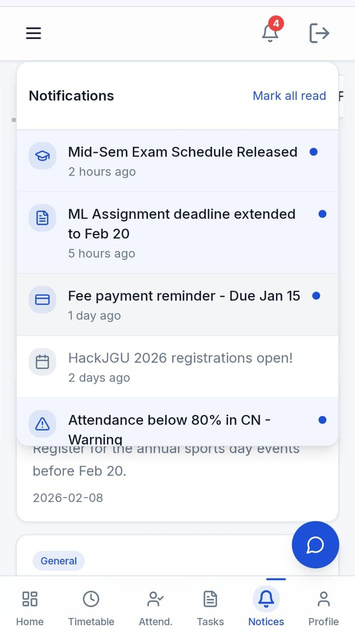 4
Notifications
Mark all read
F
Mid-Sem Exam Schedule Released
2 hours ago
ML Assignment deadline extended
to Feb 20
5 hours ago
Fee payment reminder - Due Jan 15
1 day ago
HackJGU 2026 registrations open!
2 days ago
Attendance below 80% in CN -
Warning
Register for the annual sports day events
before Feb 20.
2026-02-08
General
Home
Timetable
Attend.
Tasks
Notices
Profile